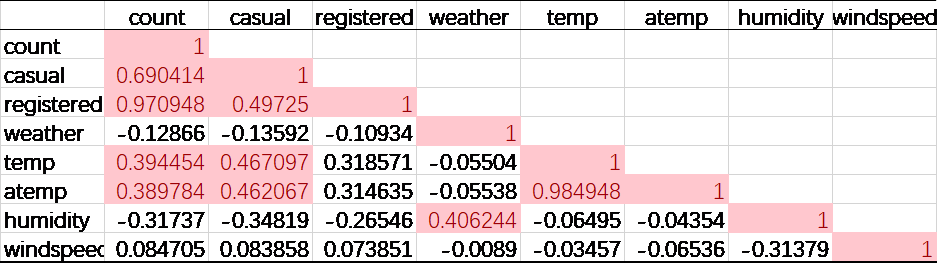 count casual registered weather temp atemp humidity windspeed
count 1
casual 0.690414 1
registered 0.970948 0.49725 1
weather -0.12866 -0.13592 -0.10934 1
temp 0.394454 0.467097 0.318571 -0.05504 1
atemp 0.389784 0.462067 0.314635 -0.05538 0.984948 1
humidity -0.31737 -0.34819 -0.26546 0.406244 -0.06495 -0.04354 1
windspeed 0.084705 0.083858 0.073851 -0.0089 -0.03457 -0.06536 -0.31379 1